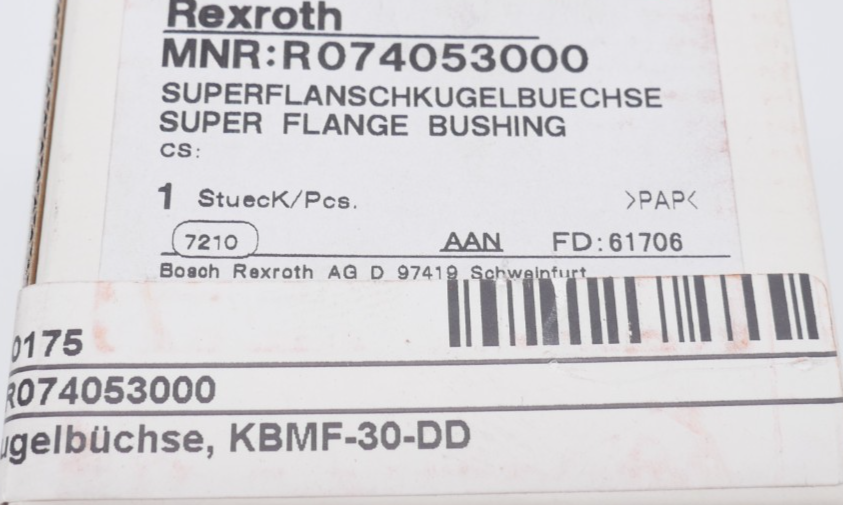 Rexroth
MNR:R074053000
SUPERFLANSCHKUGELBUECHSE
SUPER FLANGE BUSHING
CS:
1 StuecK/Pcs. >PAP<
7210 AAN FD:61706
Bosch Rexroth AG D 97419 Schweinfurt
0175
R074053000
ugelbüchse, KBMF-30-DD